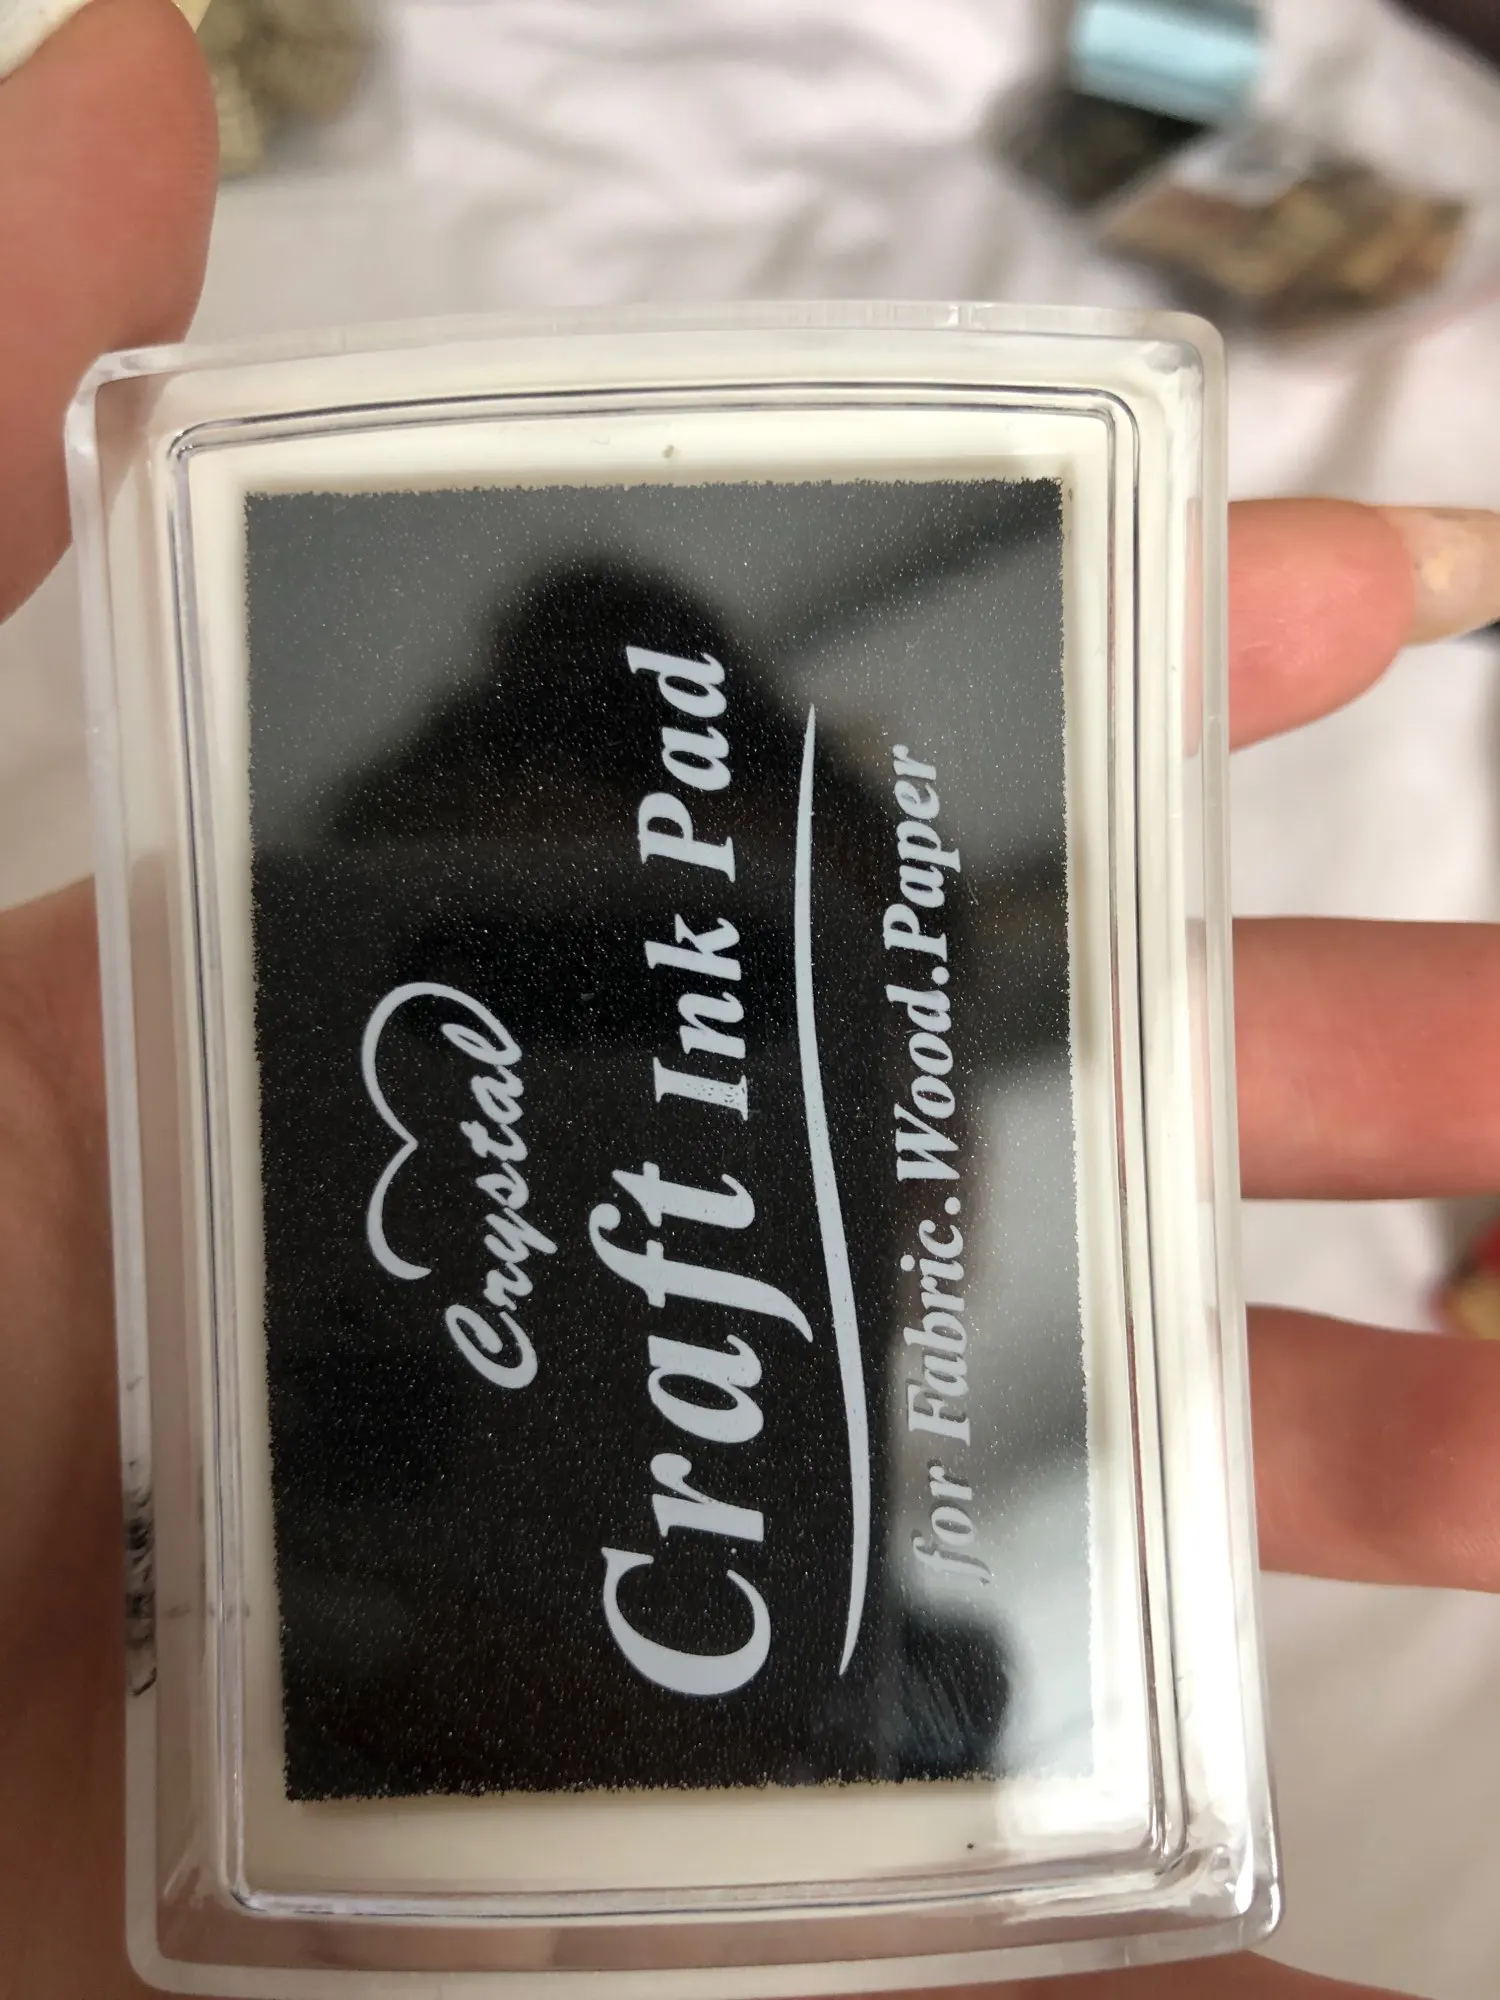 Crystal
Craft Ink Pad
for Fabric.Wood.Paper